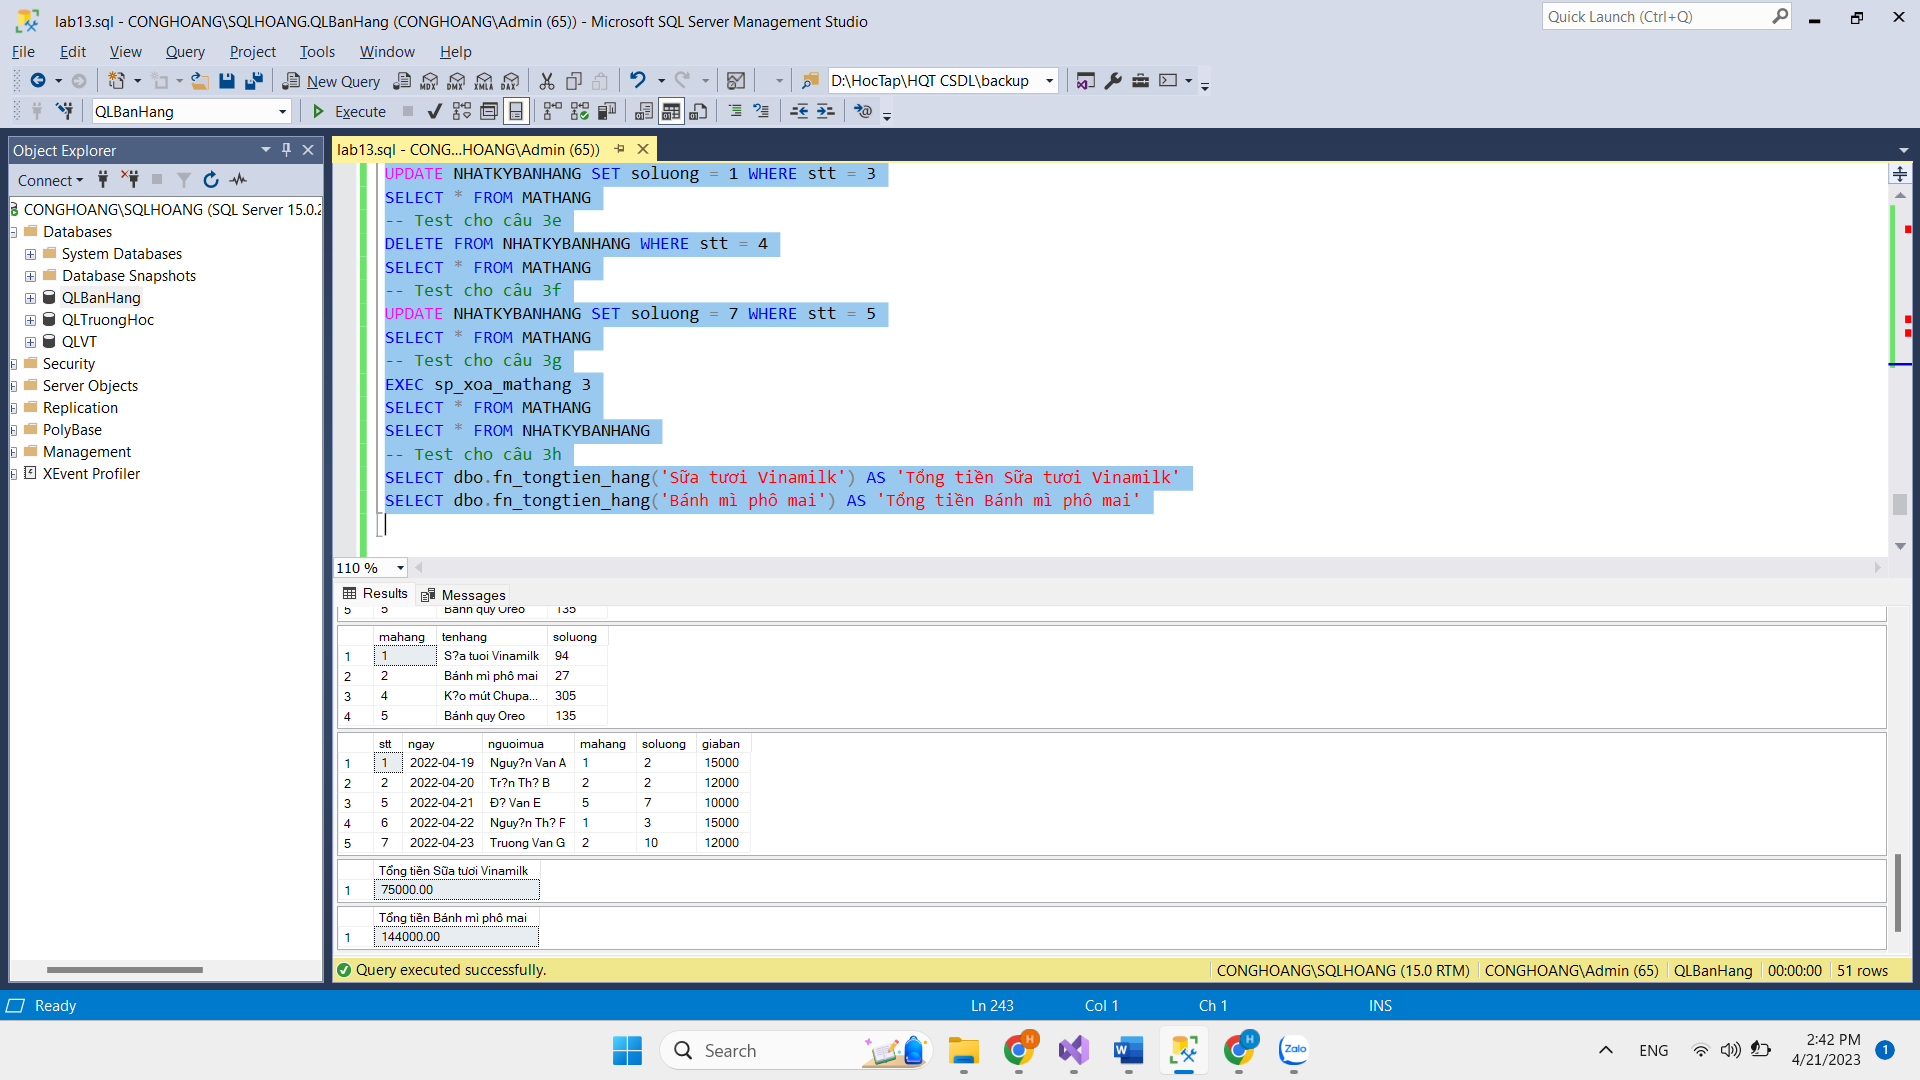 lab13.sql - CONGHOANG\SQLHOANG.QLBanHang (CONGHOANG\Admin (65)) - Microsoft SQL Server Management Studio
Quick Launch (Ctrl+Q)
File Edit View Query Project Tools Window Help
New Query
MDX DMX XMLA DAX
D:\HocTap\HQT CSDL\backup
QLBanHang
Execute
Object Explorer
Connect
CONGHOANG\SQLHOANG (SQL Server 15.0.2
Databases
System Databases
Database Snapshots
QLBanHang
QLTruongHoc
QLVT
Security
Server Objects
Replication
PolyBase
Management
XEvent Profiler
lab13.sql - CONG...HOANG\Admin (65))
UPDATE NHATKYBANHANG SET soluong = 1 WHERE stt = 3
SELECT * FROM MATHANG
-- Test cho câu 3e
DELETE FROM NHATKYBANHANG WHERE stt = 4
SELECT * FROM MATHANG
-- Test cho câu 3f
UPDATE NHATKYBANHANG SET soluong = 7 WHERE stt = 5
SELECT * FROM MATHANG
-- Test cho câu 3g
EXEC sp_xoa_mathang 3
SELECT * FROM MATHANG
SELECT * FROM NHATKYBANHANG
-- Test cho câu 3h
SELECT dbo.fn_tongtien_hang('Sữa tươi Vinamilk') AS 'Tổng tiền Sữa tươi Vinamilk'
SELECT dbo.fn_tongtien_hang('Bánh mì phô mai') AS 'Tổng tiền Bánh mì phô mai'
110 %
Results Messages
5 5 Bánh quy Oreo 135
mahang tenhang soluong
1 1 S?a tuoi Vinamilk 94
2 2 Bánh mì phô mai 27
3 4 K?o mút Chupa... 305
4 5 Bánh quy Oreo 135
stt ngay nguoimua mahang soluong giaban
1 1 2022-04-19 Nguy?n Van A 1 2 15000
2 2 2022-04-20 Tr?n Th? B 2 2 12000
3 5 2022-04-21 Đ? Van E 5 7 10000
4 6 2022-04-22 Nguy?n Th? F 1 3 15000
5 7 2022-04-23 Truong Van G 2 10 12000
Tổng tiền Sữa tươi Vinamilk
1 75000.00
Tổng tiền Bánh mì phô mai
1 144000.00
Query executed successfully.
CONGHOANG\SQLHOANG (15.0 RTM) CONGHOANG\Admin (65) QLBanHang 00:00:00 51 rows
Ready Ln 243 Col 1 Ch 1 INS
Search
H
W
H
Zalo
ENG
2:42 PM
4/21/2023
1